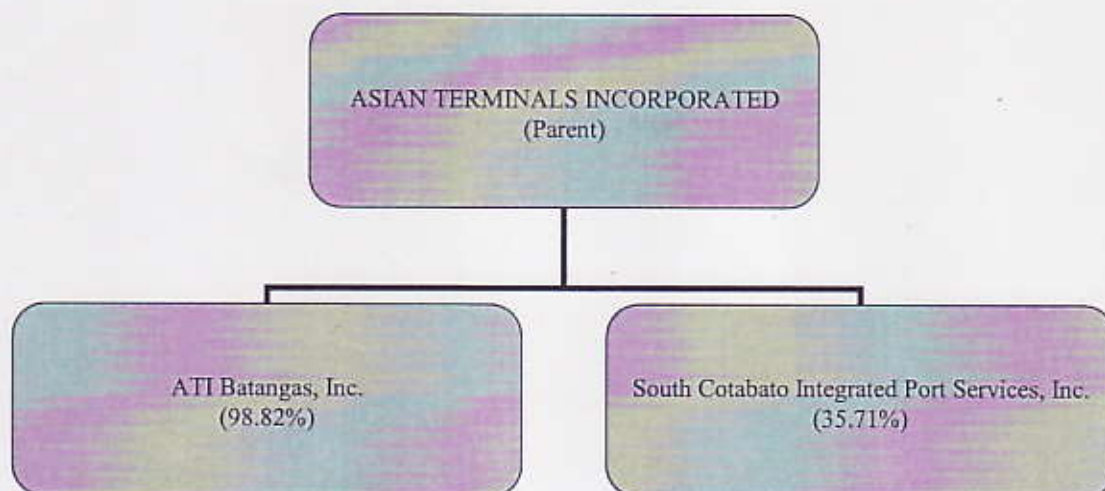 ASIAN TERMINALS INCORPORATED
(Parent)
ATI Batangas, Inc.
(98.82%)
South Cotabato Integrated Port Services, Inc.
(35.71%)